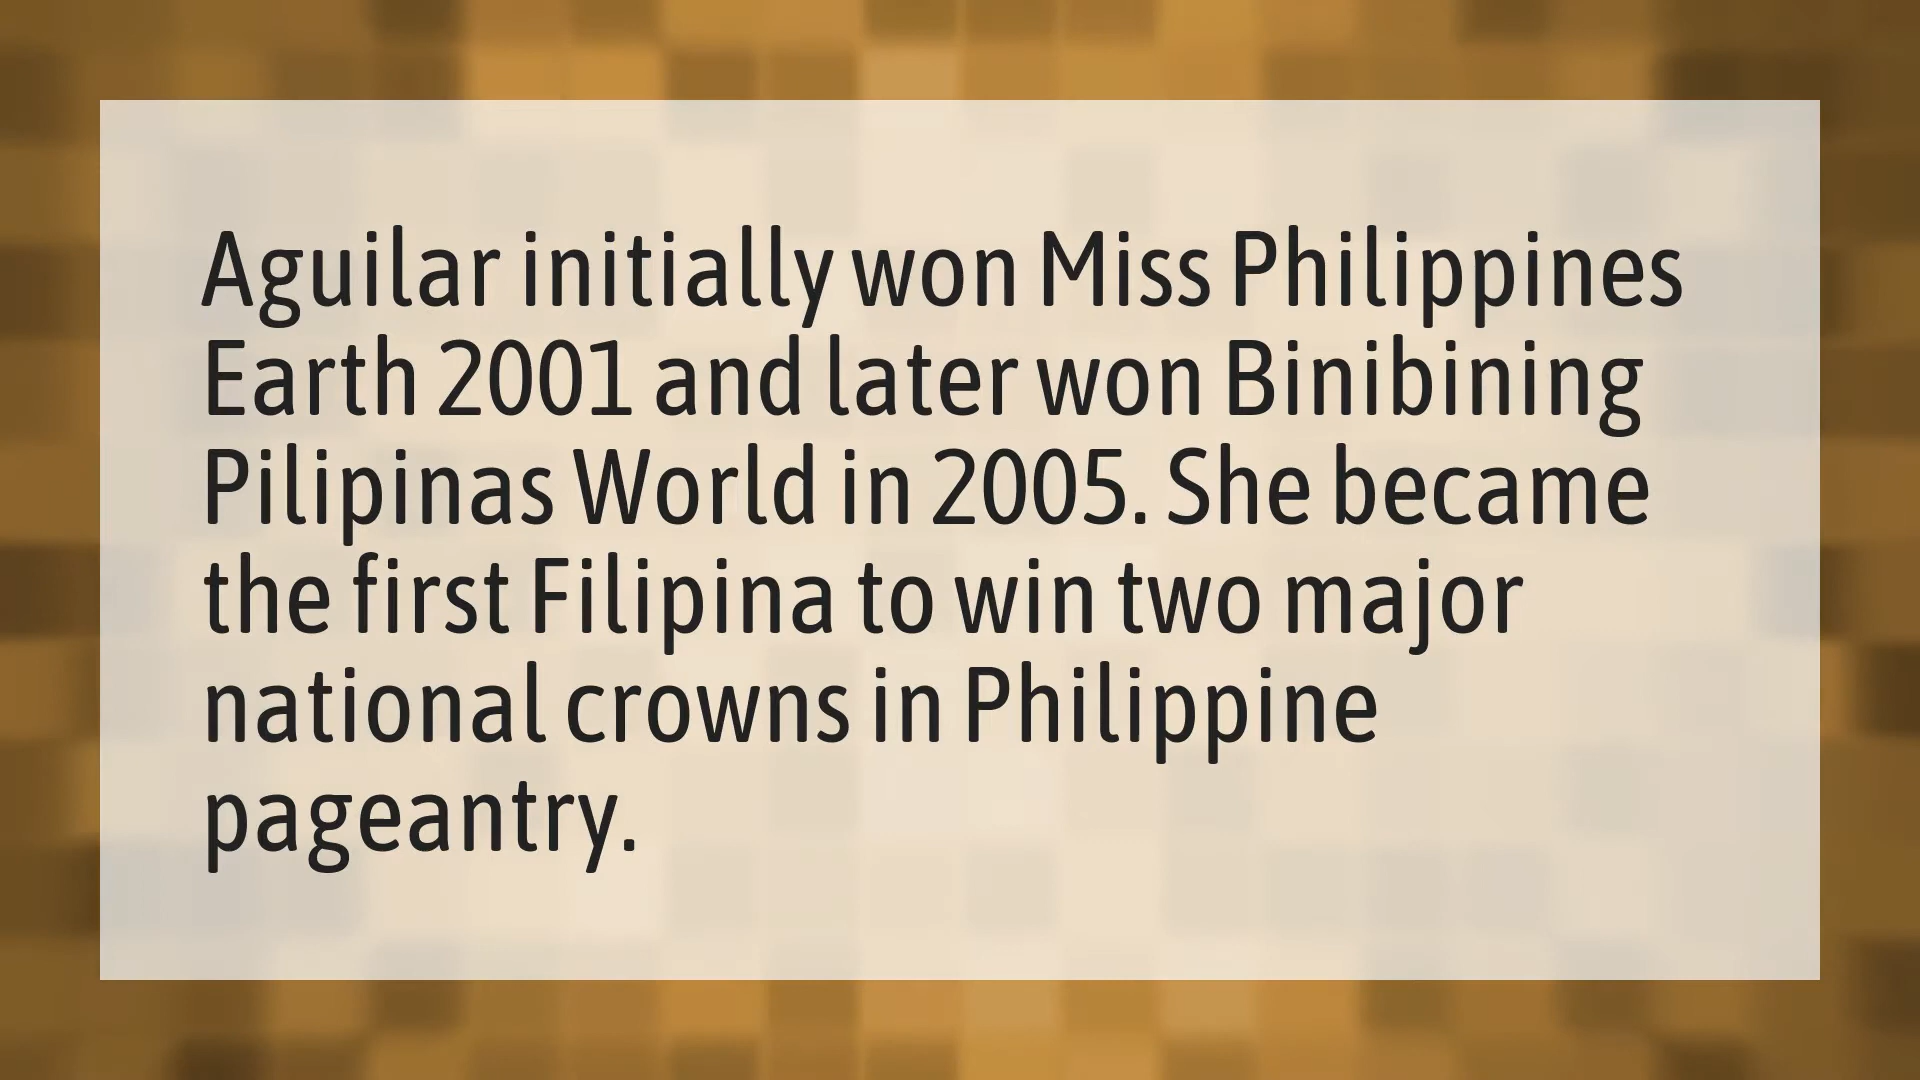 Aguilar initially won Miss Philippines
Earth 2001 and later won Binibining
Pilipinas World in 2005. She became
the first Filipina to win two major
national crowns in Philippine
pageantry.